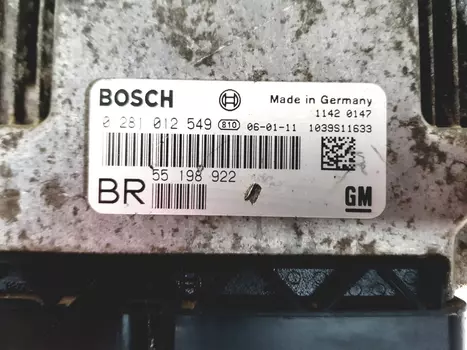 BOSCH
Made in Germany
1142 0147
0 281 012 549 810 06-01-11 1039S11633
55 198 922
BR
GM